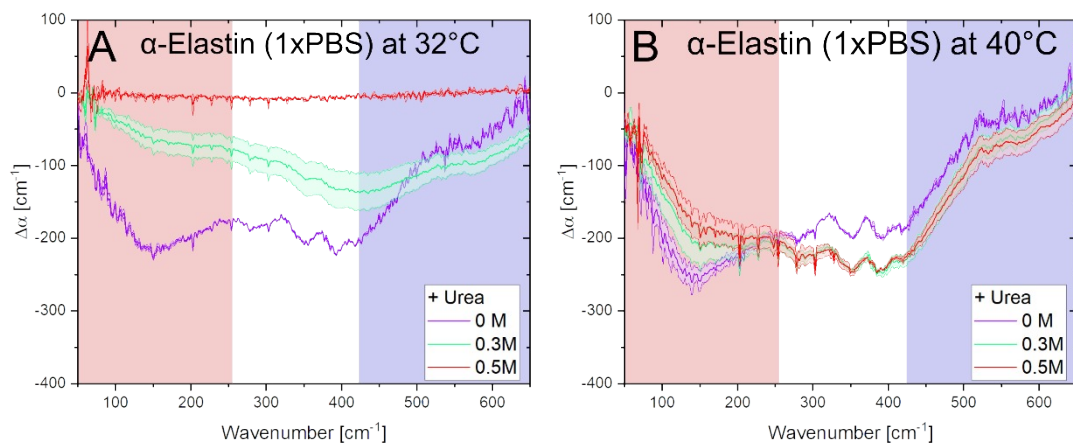 A
α-Elastin (1xPBS) at 32°C
100
0
-100
-200
-300
-400
Δα [cm⁻¹]
100
200
300
400
500
600
Wavenumber [cm⁻¹]
+ Urea
0 M
0.3M
0.5M
B
α-Elastin (1xPBS) at 40°C
100
0
-100
-200
-300
-400
Δα [cm⁻¹]
100
200
300
400
500
600
Wavenumber [cm⁻¹]
+ Urea
0 M
0.3M
0.5M